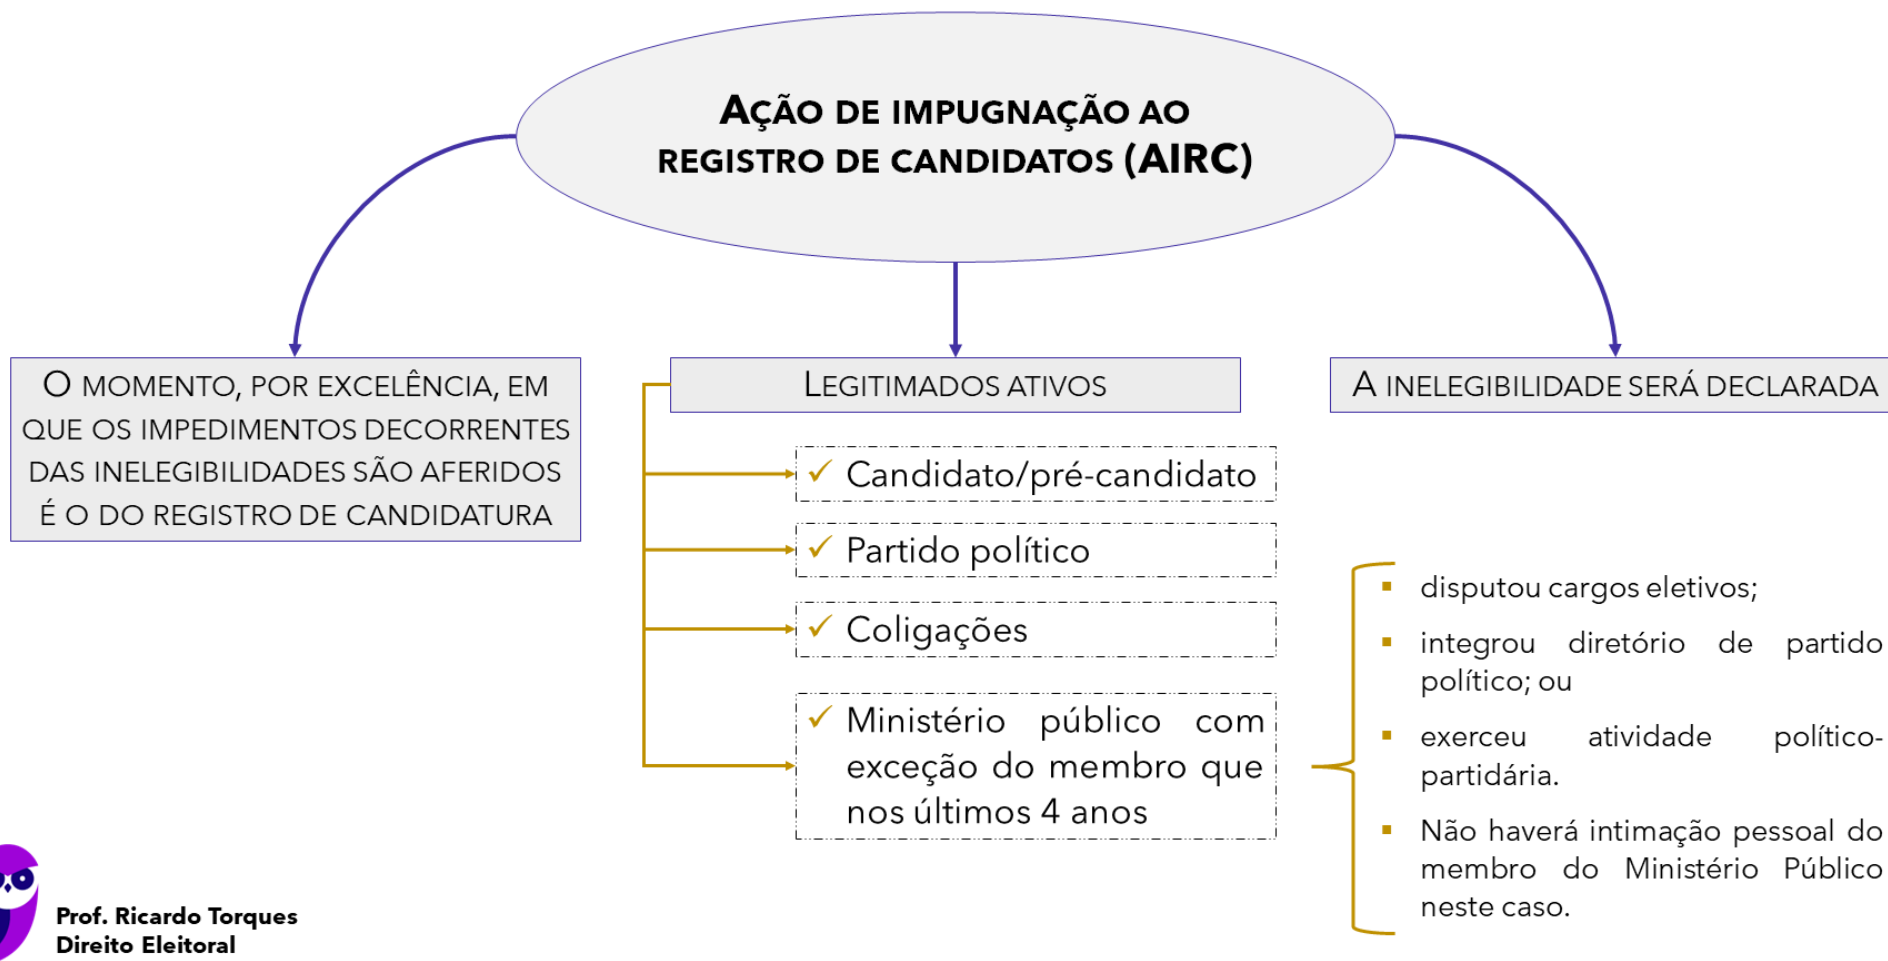 AÇÃO DE IMPUGNAÇÃO AO
REGISTRO DE CANDIDATOS (AIRC)
O MOMENTO, POR EXCELÊNCIA, EM
QUE OS IMPEDIMENTOS DECORRENTES
DAS INELEGIBILIDADES SÃO AFERIDOS
É O DO REGISTRO DE CANDIDATURA
LEGITIMADOS ATIVOS
✓ Candidato/pré-candidato
✓ Partido político
✓ Coligações
✓ Ministério público com
exceção do membro que
nos últimos 4 anos
A INELEGIBILIDADE SERÁ DECLARADA
▪ disputou cargos eletivos;
▪ integrou diretório de partido
político; ou
▪ exerceu atividade político-
partidária.
▪ Não haverá intimação pessoal do
membro do Ministério Público
neste caso.
Prof. Ricardo Torques
Direito Eleitoral